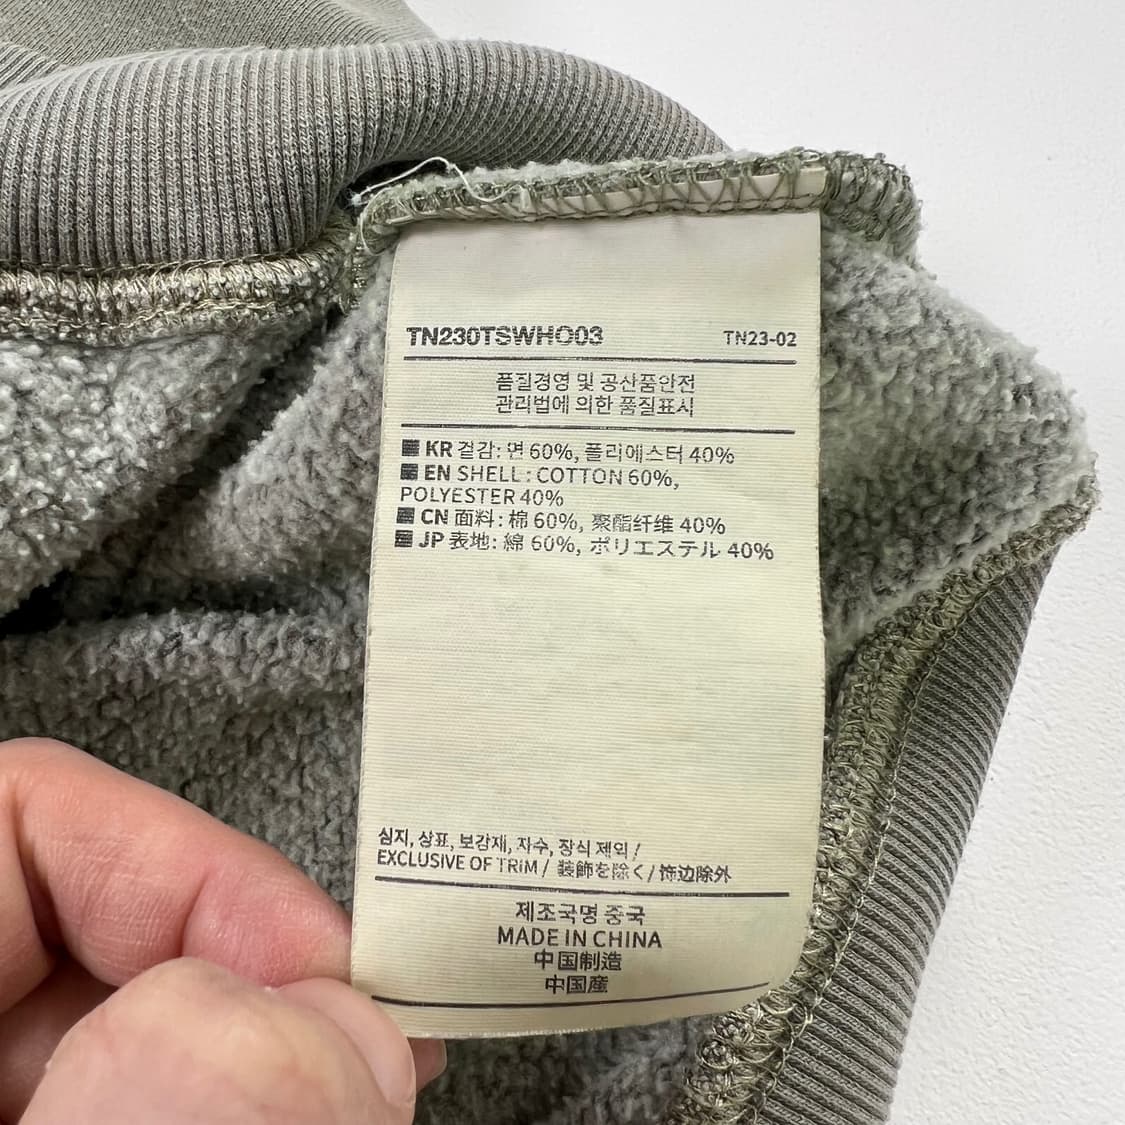 TN230TSWHO03 TN23-02
품질경영 및 공산품안전
관리법에 의한 품질표시
KR 겉감: 면 60%, 폴리에스터 40%
EN SHELL: COTTON 60%,
POLYESTER 40%
CN 面料: 棉 60%, 聚酯纤维 40%
JP 表地: 綿 60%, ポリエステル 40%
심지, 상표, 보강재, 자수, 장식 제외 /
EXCLUSIVE OF TRIM / 装飾を除く / 饰边除外
제조국명 중국
MADE IN CHINA
中国制造
中国産